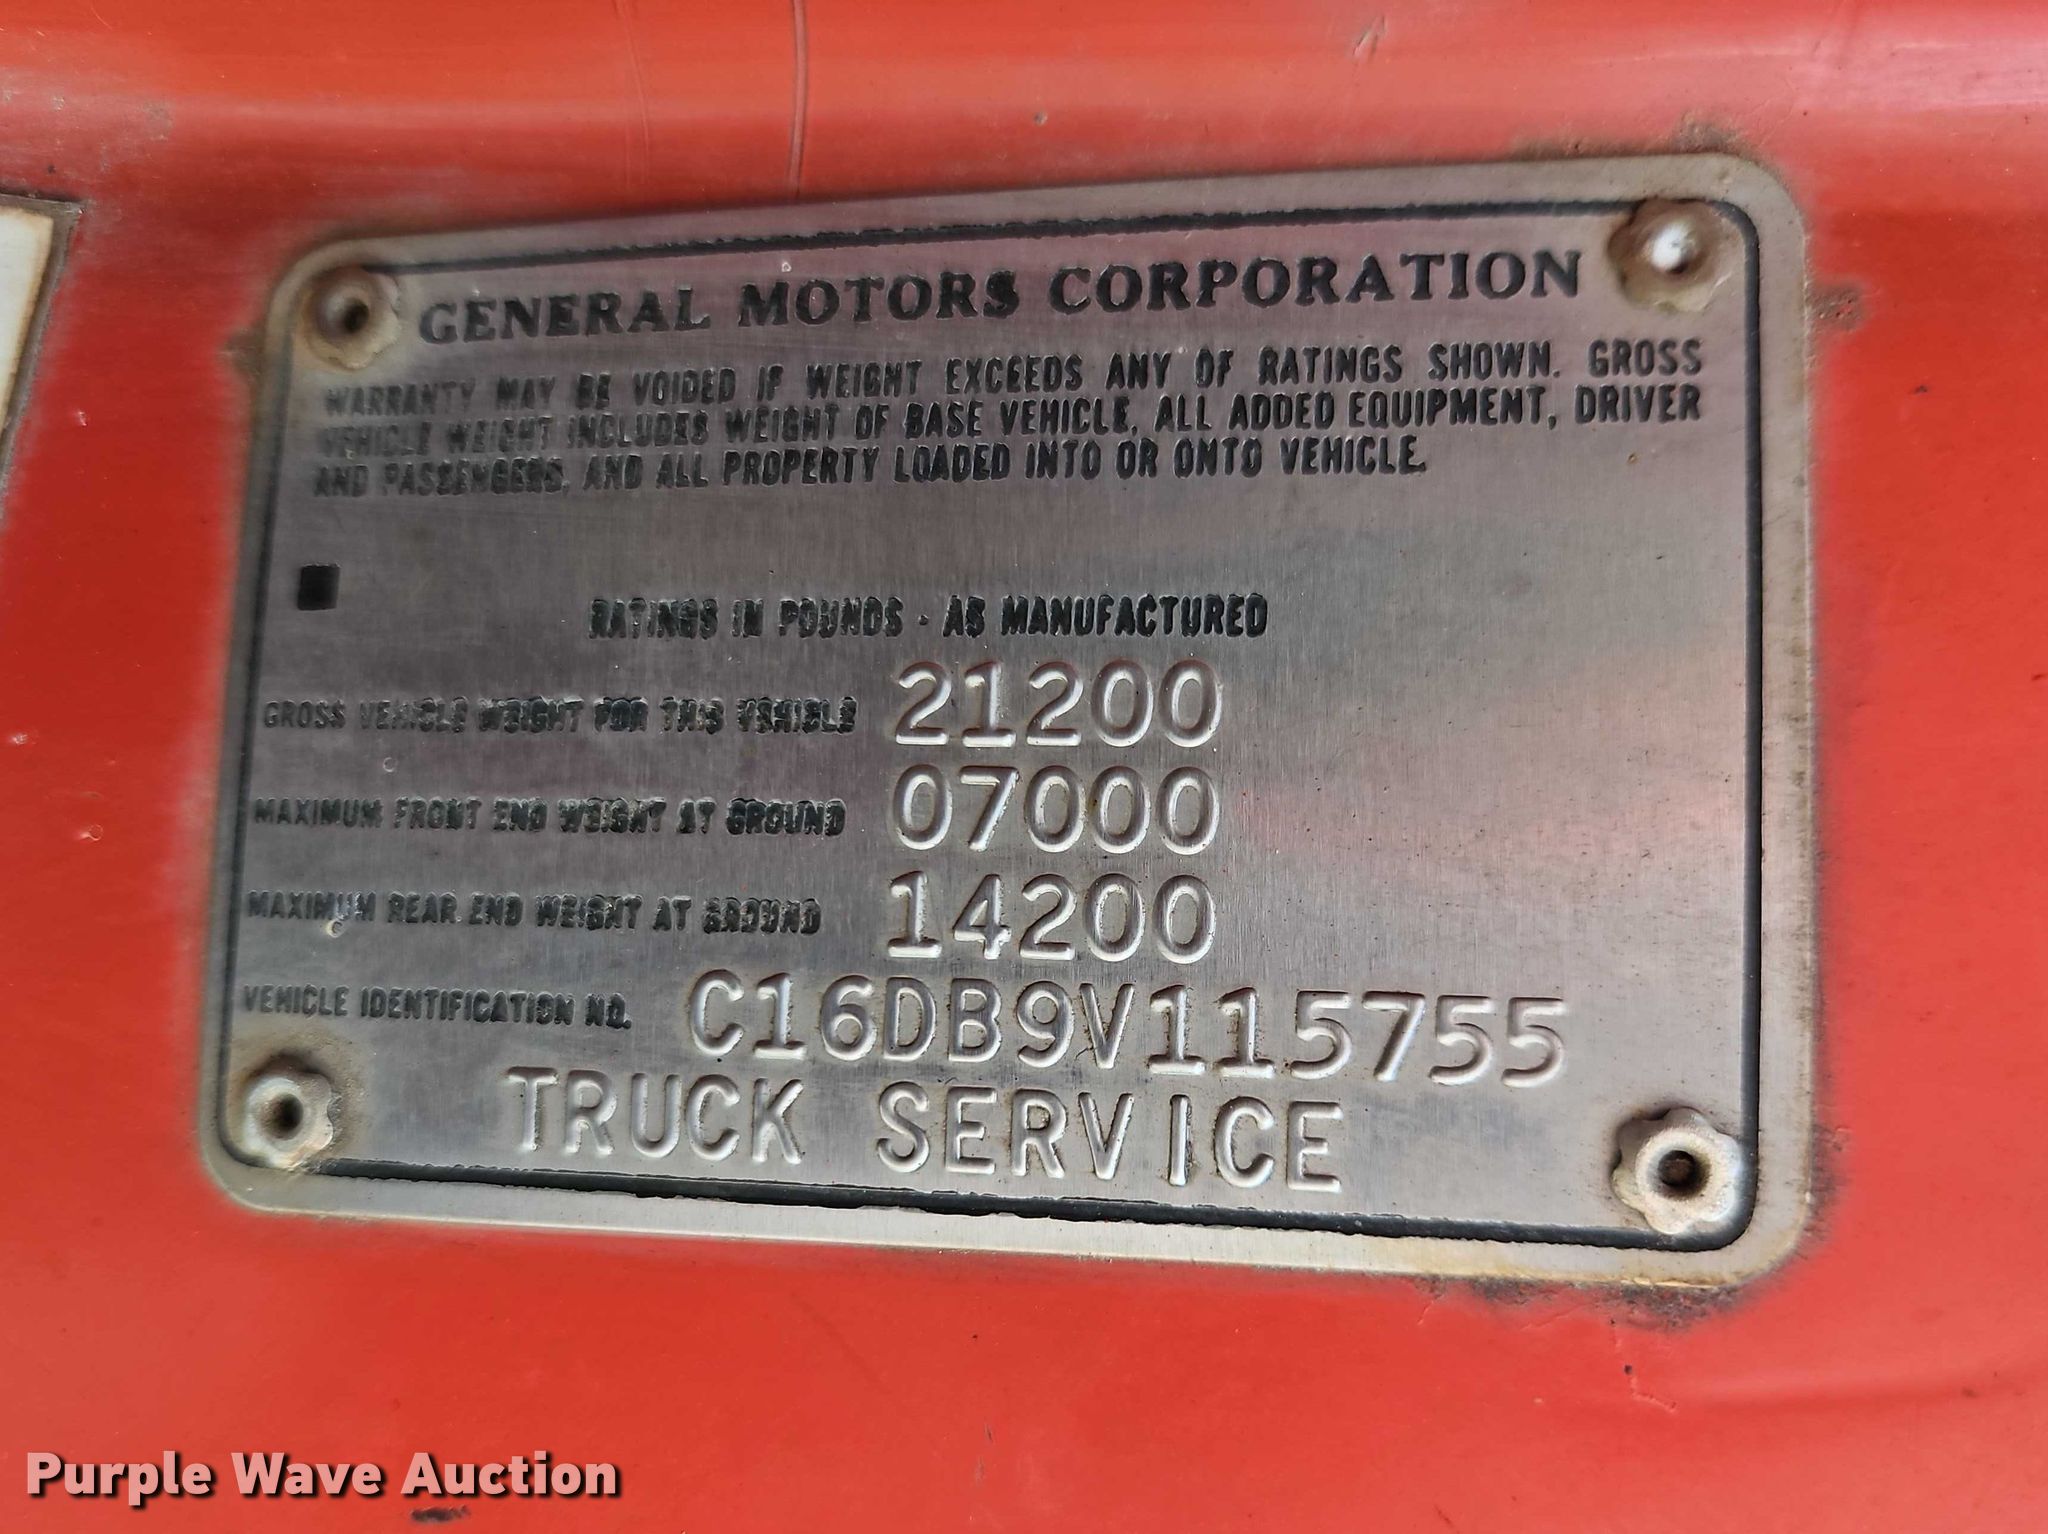 GENERAL MOTORS CORPORATION
WARRANTY MAY BE VOIDED IF WEIGHT EXCEEDS ANY OF RATINGS SHOWN. GROSS
VEHICLE WEIGHT INCLUDES WEIGHT OF BASE VEHICLE, ALL ADDED EQUIPMENT, DRIVER
AND PASSENGERS, AND ALL PROPERTY LOADED INTO OR ONTO VEHICLE.
RATINGS IN POUNDS - AS MANUFACTURED
GROSS VEHICLE WEIGHT FOR THIS VEHICLE 21200
MAXIMUM FRONT END WEIGHT AT GROUND 07000
MAXIMUM REAR END WEIGHT AT GROUND 14200
VEHICLE IDENTIFICATION NO. C16DB9V115755
TRUCK SERVICE
Purple Wave Auction